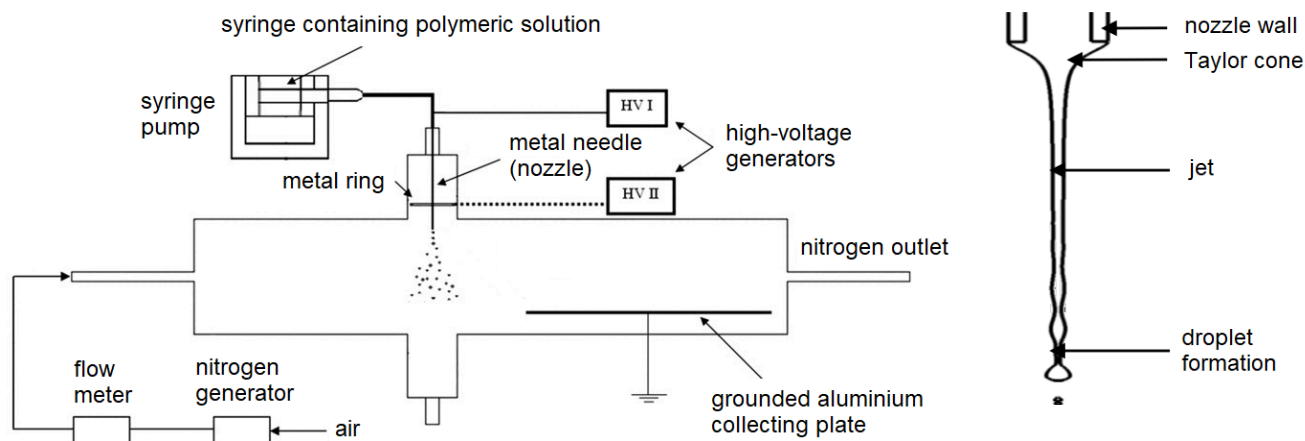 syringe containing polymeric solution
syringe
pump
HV I
high-voltage
generators
metal needle
(nozzle)
metal ring
HV II
nitrogen outlet
flow
meter
nitrogen
generator
air
grounded aluminium
collecting plate
nozzle wall
Taylor cone
jet
droplet
formation